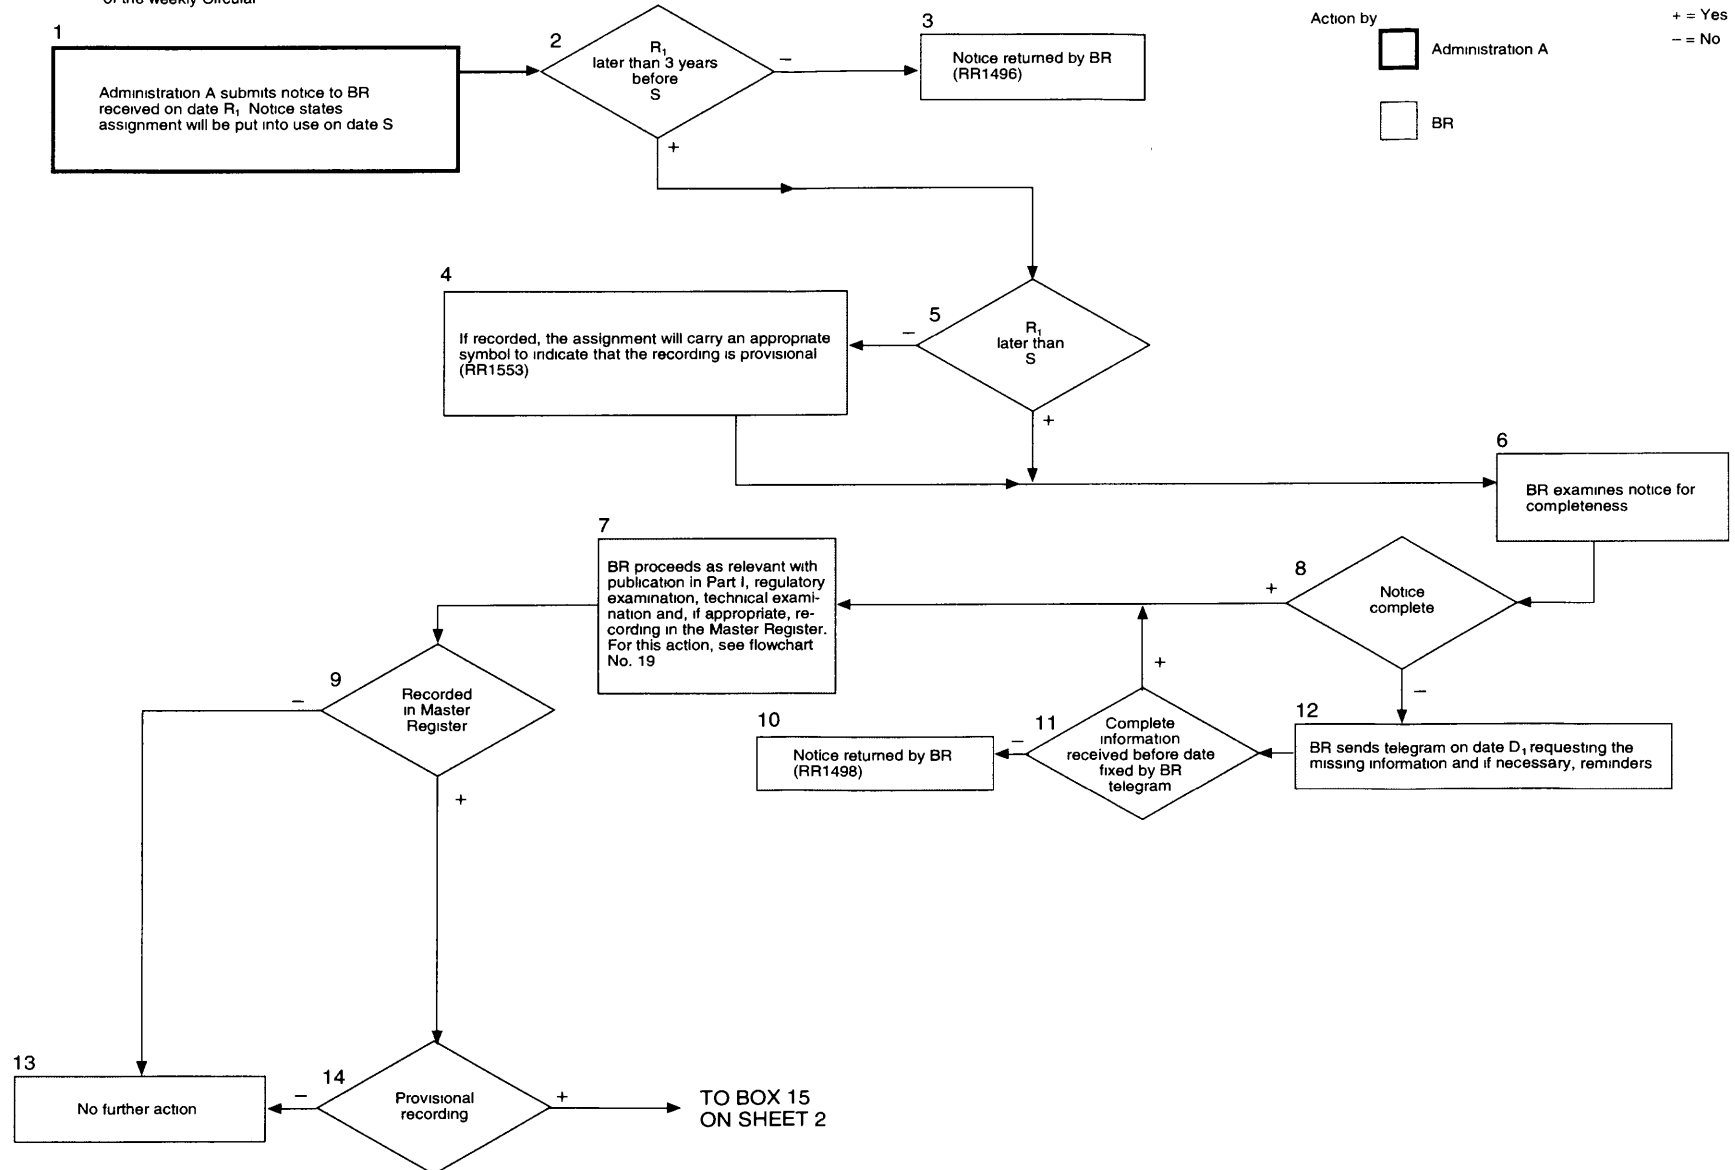 of the weekly Circular
1
Administration A submits notice to BR
received on date R₁ Notice states
assignment will be put into use on date S
2
R₁
later than 3 years
before
S
–
+
3
Notice returned by BR
(RR1496)
Action by
Administration A
BR
+ = Yes
– = No
4
If recorded, the assignment will carry an appropriate
symbol to indicate that the recording is provisional
(RR1553)
5
R₁
later than
S
–
+
6
BR examines notice for
completeness
7
BR proceeds as relevant with
publication in Part I, regulatory
examination, technical exami-
nation and, if appropriate, re-
cording in the Master Register.
For this action, see flowchart
No. 19
8
Notice
complete
+
–
9
Recorded
in Master
Register
–
+
10
Notice returned by BR
(RR1498)
11
Complete
information
received before date
fixed by BR
telegram
–
+
12
BR sends telegram on date D₁ requesting the
missing information and if necessary, reminders
13
No further action
14
Provisional
recording
–
+
TO BOX 15
ON SHEET 2